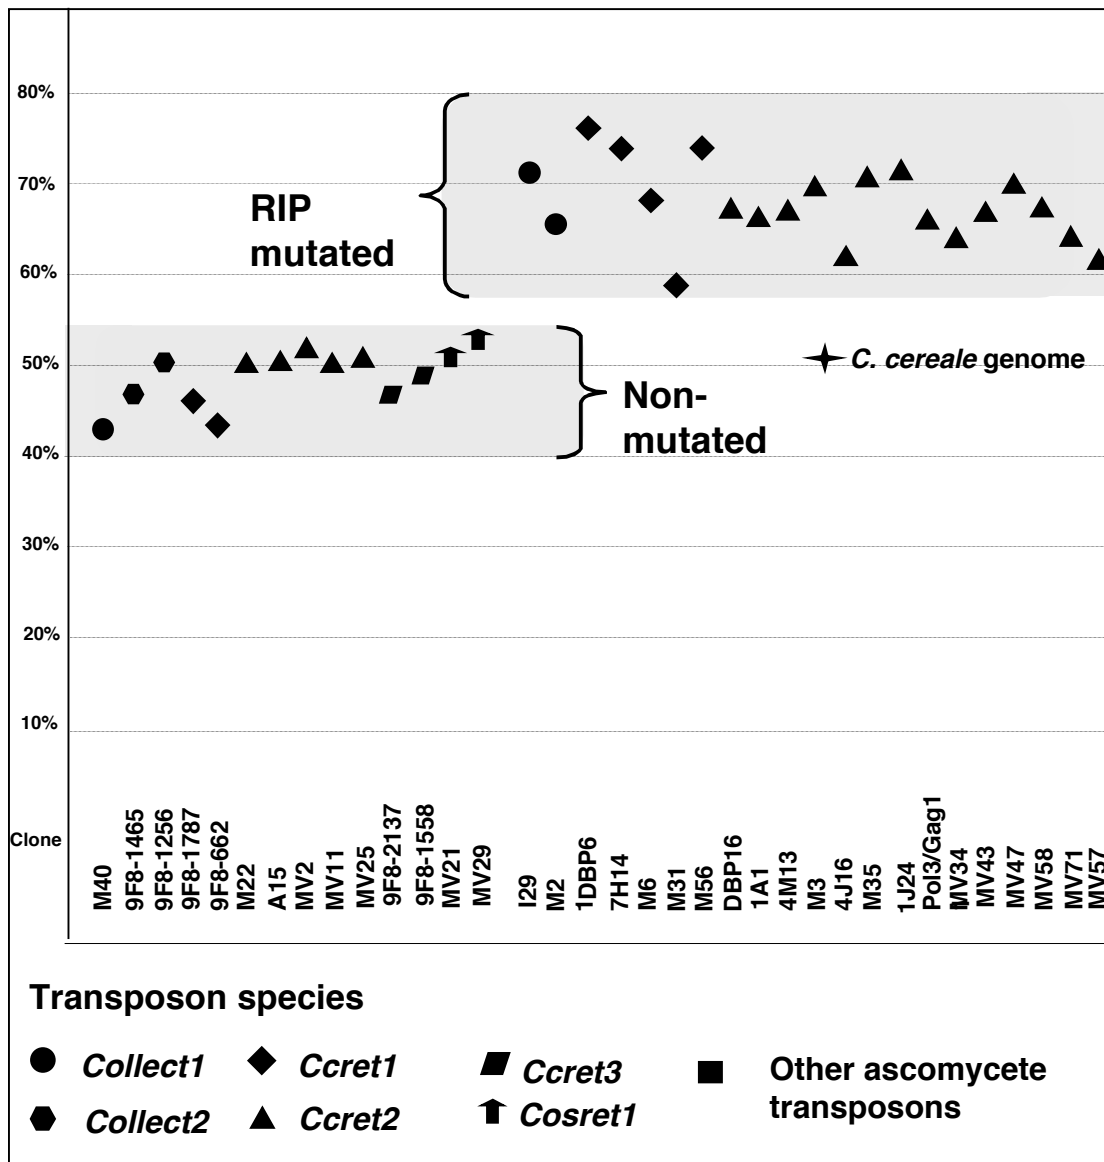 80%
70%
60%
50%
40%
30%
20%
10%
RIP
mutated
C. cereale genome
Non-
mutated
Clone
M40
9F8-1465
9F8-1256
9F8-1787
9F8-662
M22
A15
MV2
MV11
MV25
9F8-2137
9F8-1558
MV21
MV29
I29
M2
1DBP6
7H14
M6
M31
M56
DBP16
1A1
4M13
M3
4J16
M35
1J24
Pol3/Gag1
MV34
MV43
MV47
MV58
MV71
MV57
Transposon species
Collect1
Ccret1
Ccret3
Other ascomycete
transposons
Collect2
Ccret2
Cosret1